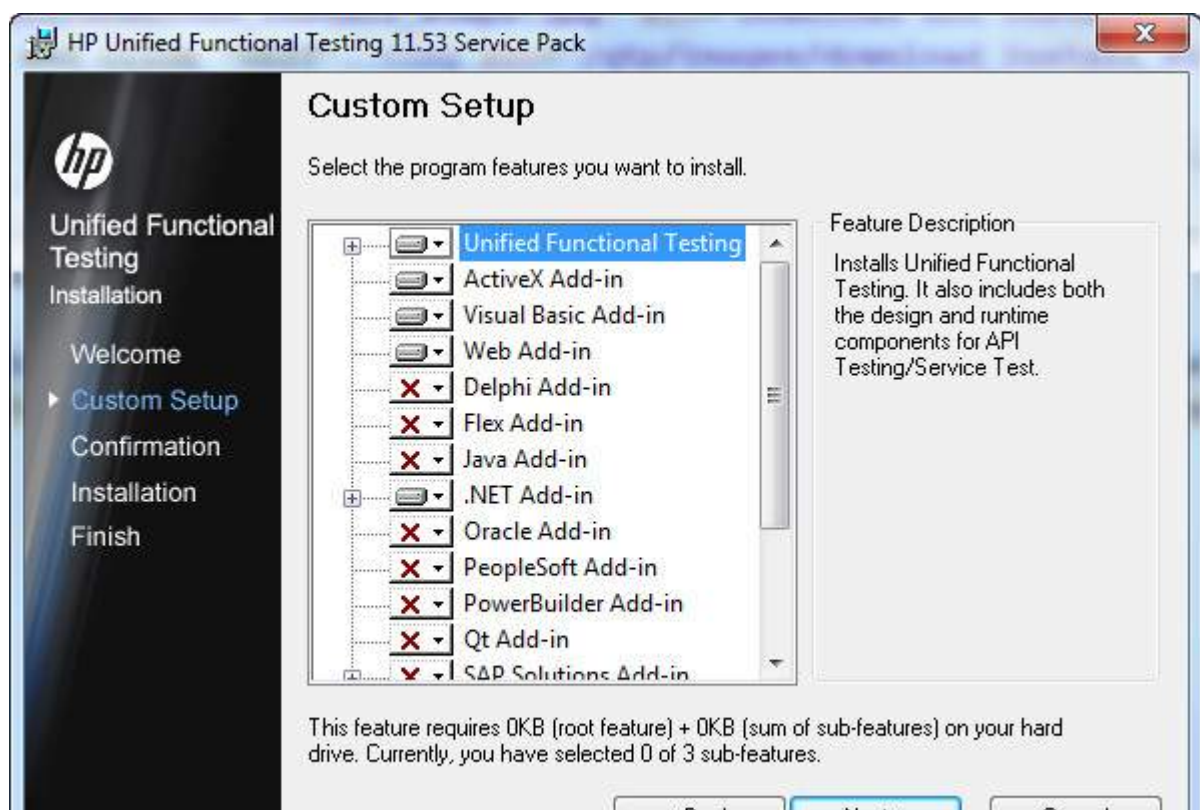 HP Unified Functional Testing 11.53 Service Pack
hp
Unified Functional
Testing
Installation
Welcome
Custom Setup
Confirmation
Installation
Finish
Custom Setup
Select the program features you want to install.
Unified Functional Testing
ActiveX Add-in
Visual Basic Add-in
Web Add-in
Delphi Add-in
Flex Add-in
Java Add-in
.NET Add-in
Oracle Add-in
PeopleSoft Add-in
PowerBuilder Add-in
Qt Add-in
SAP Solutions Add-in
Feature Description
Installs Unified Functional
Testing. It also includes both
the design and runtime
components for API
Testing/Service Test.
This feature requires 0KB (root feature) + 0KB (sum of sub-features) on your hard
drive. Currently, you have selected 0 of 3 sub-features.